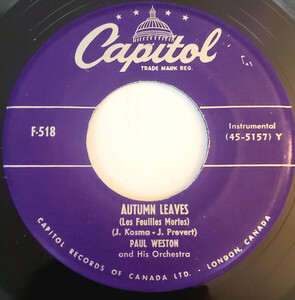 Capitol
TRADE MARK REG.
F-518
Instrumental
(45-5157) Y
AUTUMN LEAVES
(Les Feuilles Mortes)
(J. Kosma - J. Prevert)
PAUL WESTON
and His Orchestra
CAPITOL RECORDS OF CANADA LTD. - LONDON, CANADA